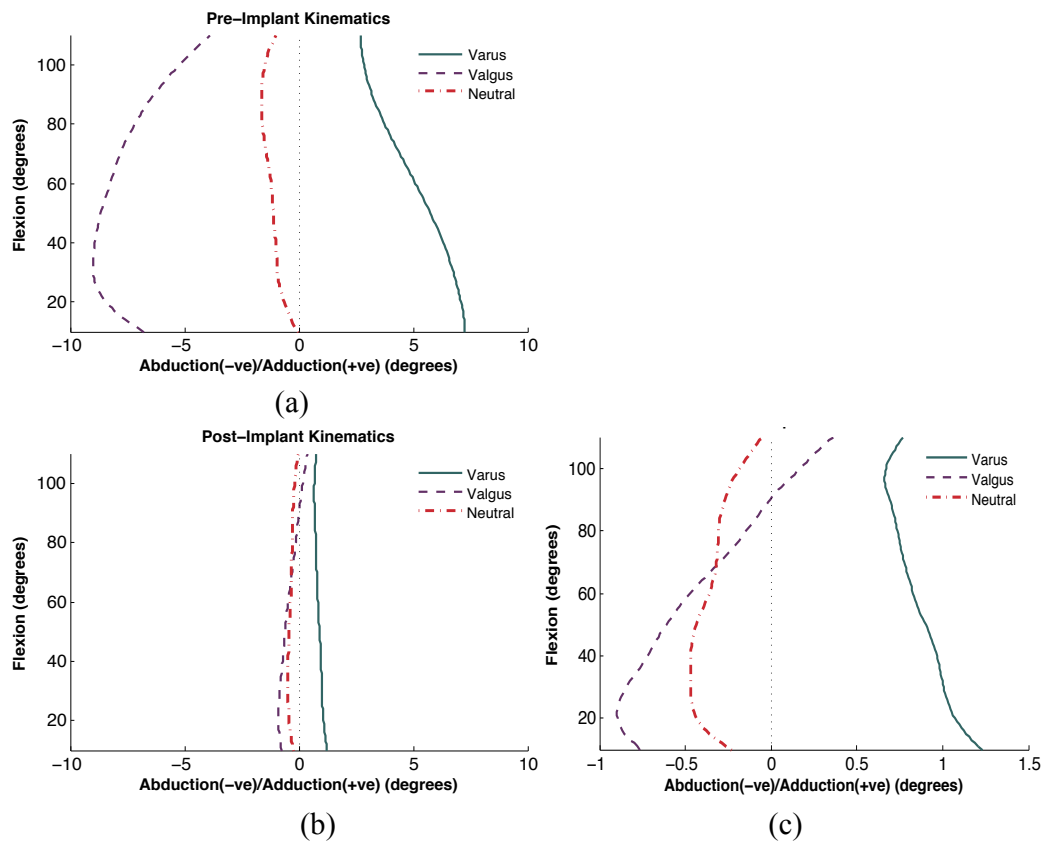 Pre−Implant Kinematics
Varus
Valgus
Neutral
Flexion (degrees)
100
80
60
40
20
−10
−5
0
5
10
Abduction(−ve)/Adduction(+ve) (degrees)
(a)
Post−Implant Kinematics
Varus
Valgus
Neutral
Flexion (degrees)
100
80
60
40
20
−10
−5
0
5
10
Abduction(−ve)/Adduction(+ve) (degrees)
(b)
Varus
Valgus
Neutral
Flexion (degrees)
100
80
60
40
20
−1
−0.5
0
0.5
1
1.5
Abduction(−ve)/Adduction(+ve) (degrees)
(c)